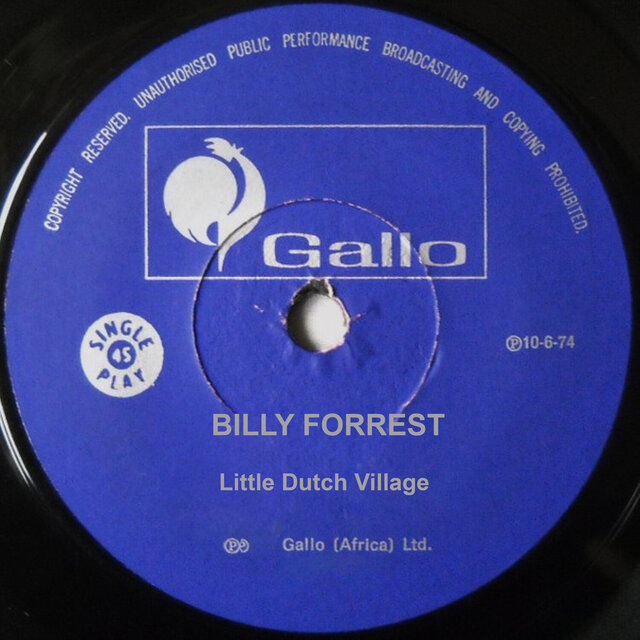 COPYRIGHT RESERVED. UNAUTHORISED PUBLIC PERFORMANCE BROADCASTING AND COPYING PROHIBITED.
Gallo
SINGLE
PLAY
℗10-6-74
BILLY FORREST
Little Dutch Village
℗ Gallo (Africa) Ltd.